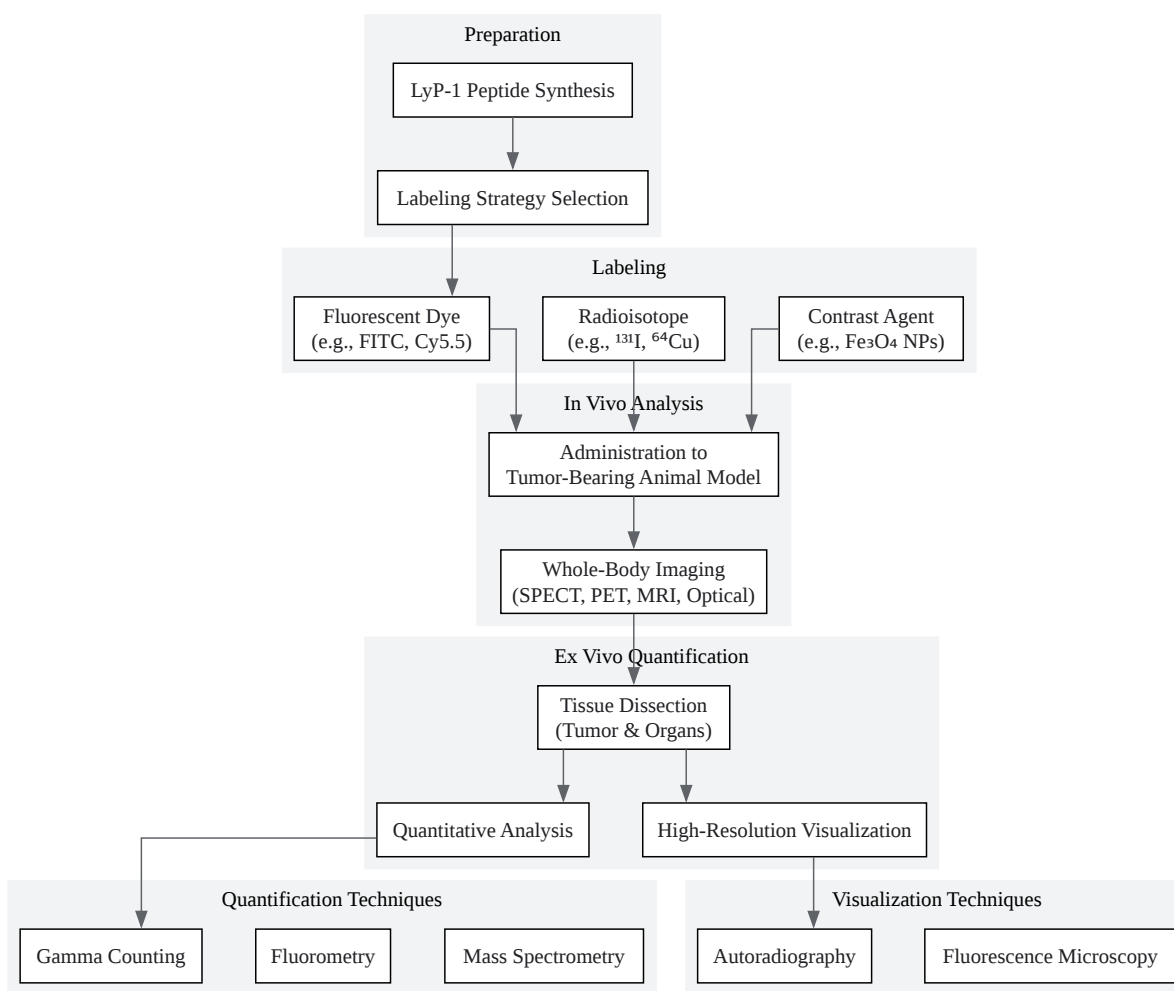 Preparation
LyP-1 Peptide Synthesis
Labeling Strategy Selection
Labeling
Fluorescent Dye
(e.g., FITC, Cy5.5)
Radioisotope
(e.g., ¹³¹I, ⁶⁴Cu)
Contrast Agent
(e.g., Fe₃O₄ NPs)
In Vivo Analysis
Administration to
Tumor-Bearing Animal Model
Whole-Body Imaging
(SPECT, PET, MRI, Optical)
Ex Vivo Quantification
Tissue Dissection
(Tumor & Organs)
Quantitative Analysis
High-Resolution Visualization
Quantification Techniques
Gamma Counting
Fluorometry
Mass Spectrometry
Visualization Techniques
Autoradiography
Fluorescence Microscopy